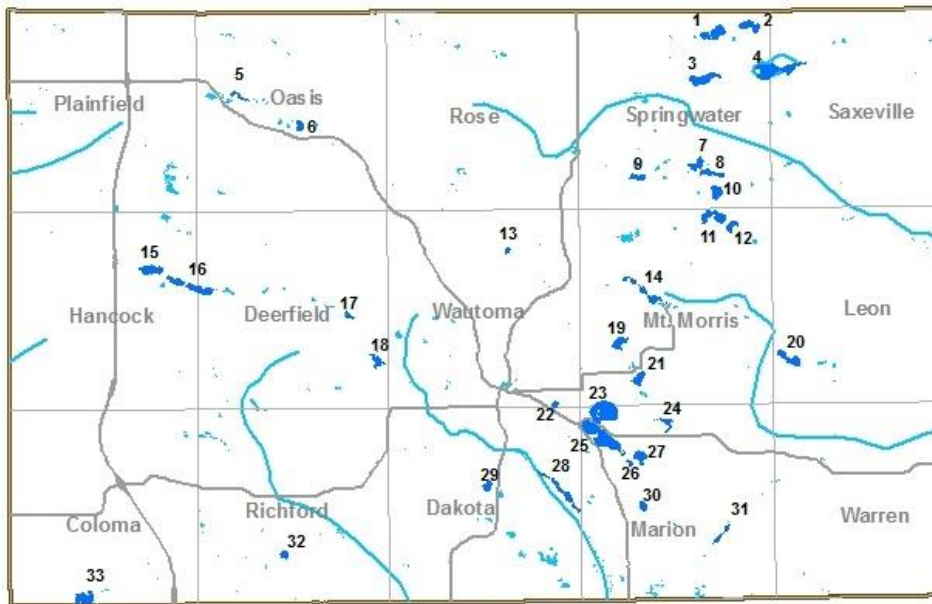 1 2
3 4
5
Plainfield Oasis 6 Rose Springwater Saxeville
7
9 8
10
13 11 12
15 16 14
17
Hancock Deerfield Wautoma Mt. Morris Leon
18 19 20
21
22 23 24
25 26 27
29 28
30
Coloma Richford Dakota Marion 31 Warren
32
33